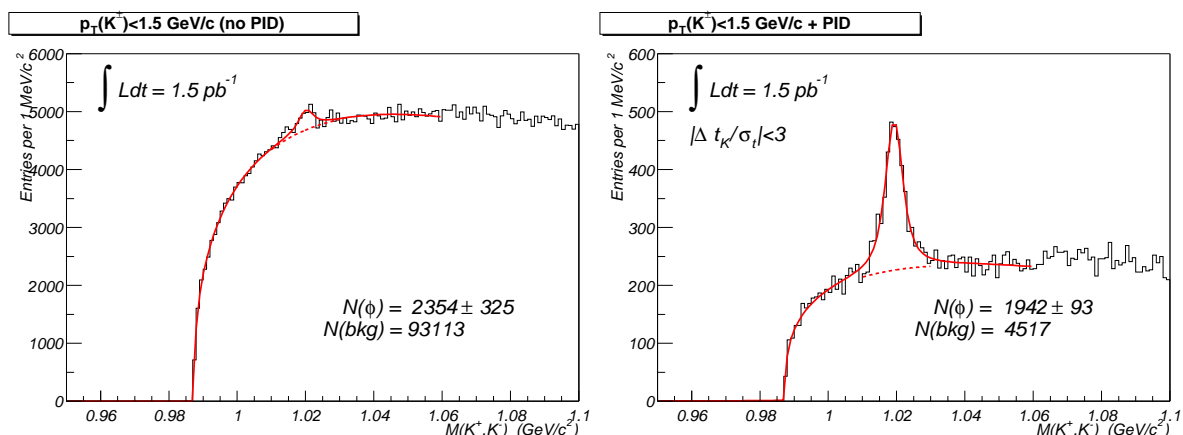 p_T(K^±)<1.5 GeV/c (no PID)
Entries per 1 MeV/c^2
6000
5000
4000
3000
2000
1000
0
∫ Ldt = 1.5 pb^-1
N(ϕ) = 2354 ± 325
N(bkg) = 93113
0.96 0.98 1 1.02 1.04 1.06 1.08 1.1
M(K^+,K^-) (GeV/c^2)
p_T(K^±)<1.5 GeV/c + PID
Entries per 1 MeV/c^2
600
500
400
300
200
100
0
∫ Ldt = 1.5 pb^-1
|Δ t_K/σ_t|<3
N(ϕ) = 1942 ± 93
N(bkg) = 4517
0.96 0.98 1 1.02 1.04 1.06 1.08 1.1
M(K^+,K^-) (GeV/c^2)